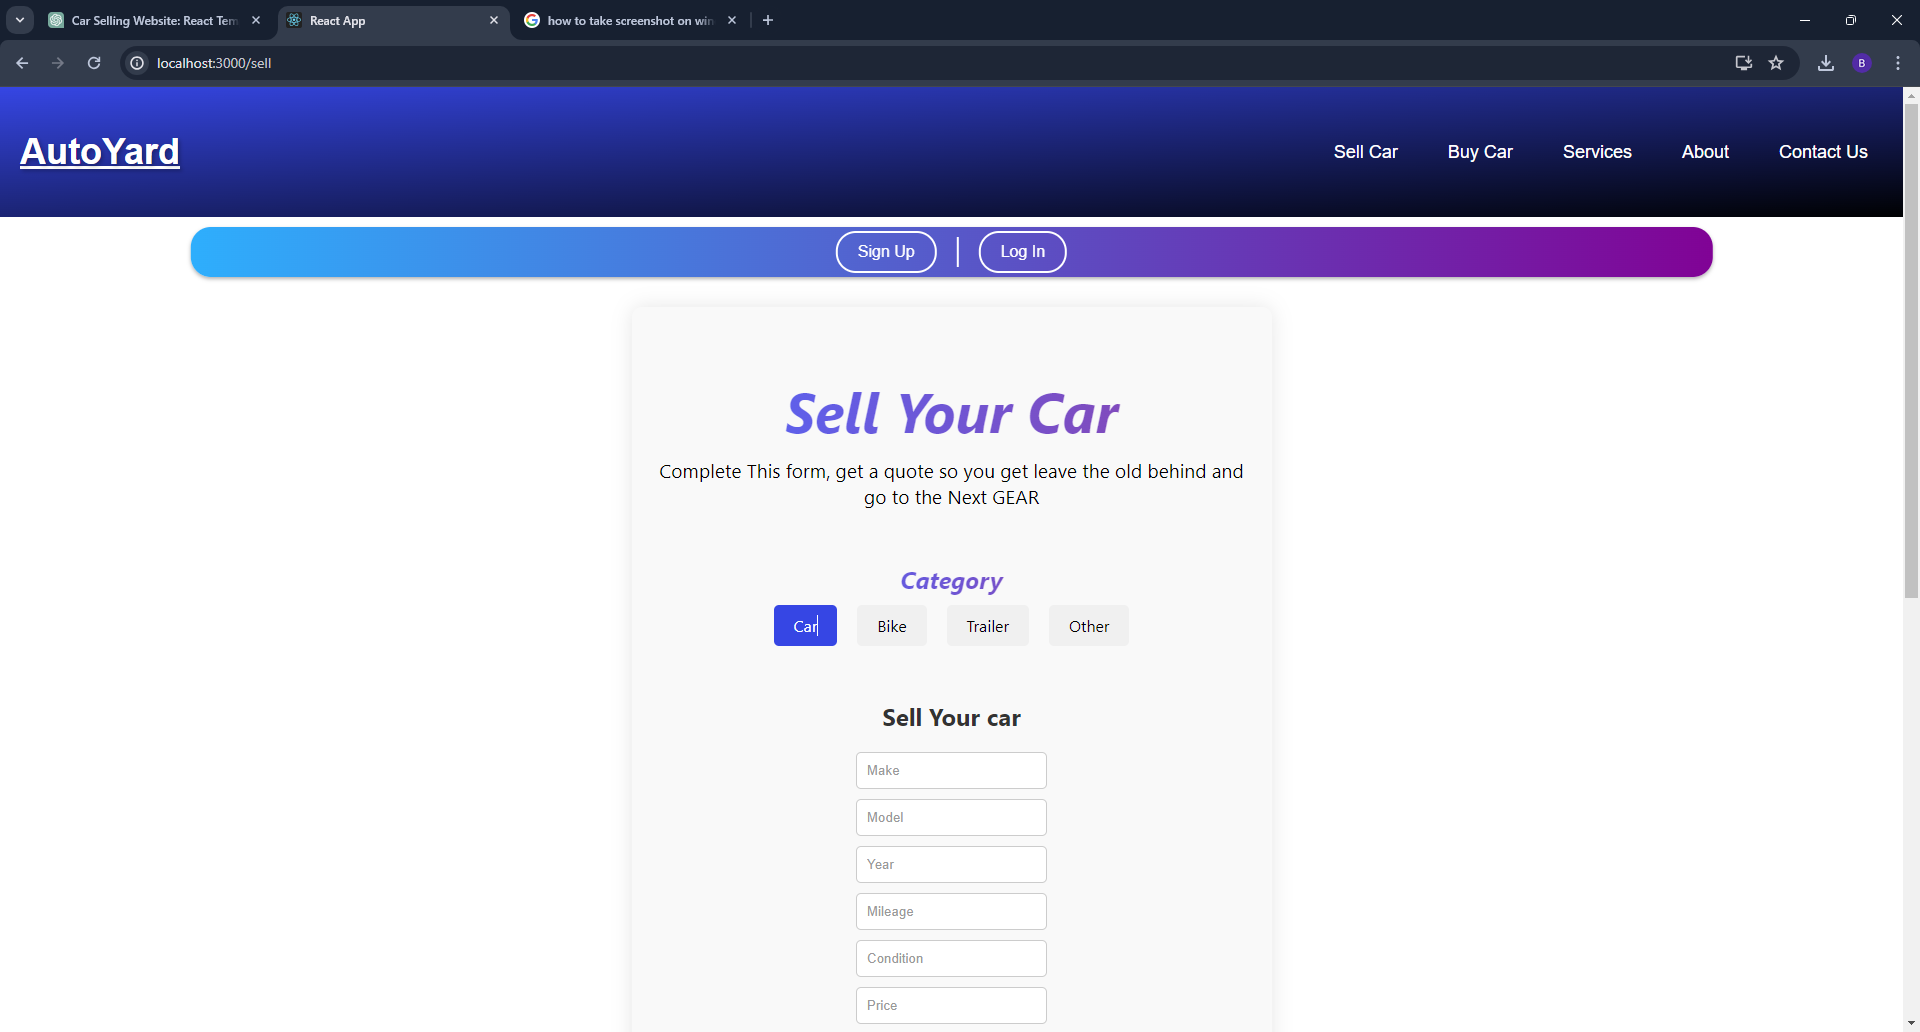 Car Selling Website: React Tem
React App
how to take screenshot on win
localhost:3000/sell
B
AutoYard
Sell Car
Buy Car
Services
About
Contact Us
Sign Up
Log In
Sell Your Car
Complete This form, get a quote so you get leave the old behind and
go to the Next GEAR
Category
Car
Bike
Trailer
Other
Sell Your car
Make
Model
Year
Mileage
Condition
Price